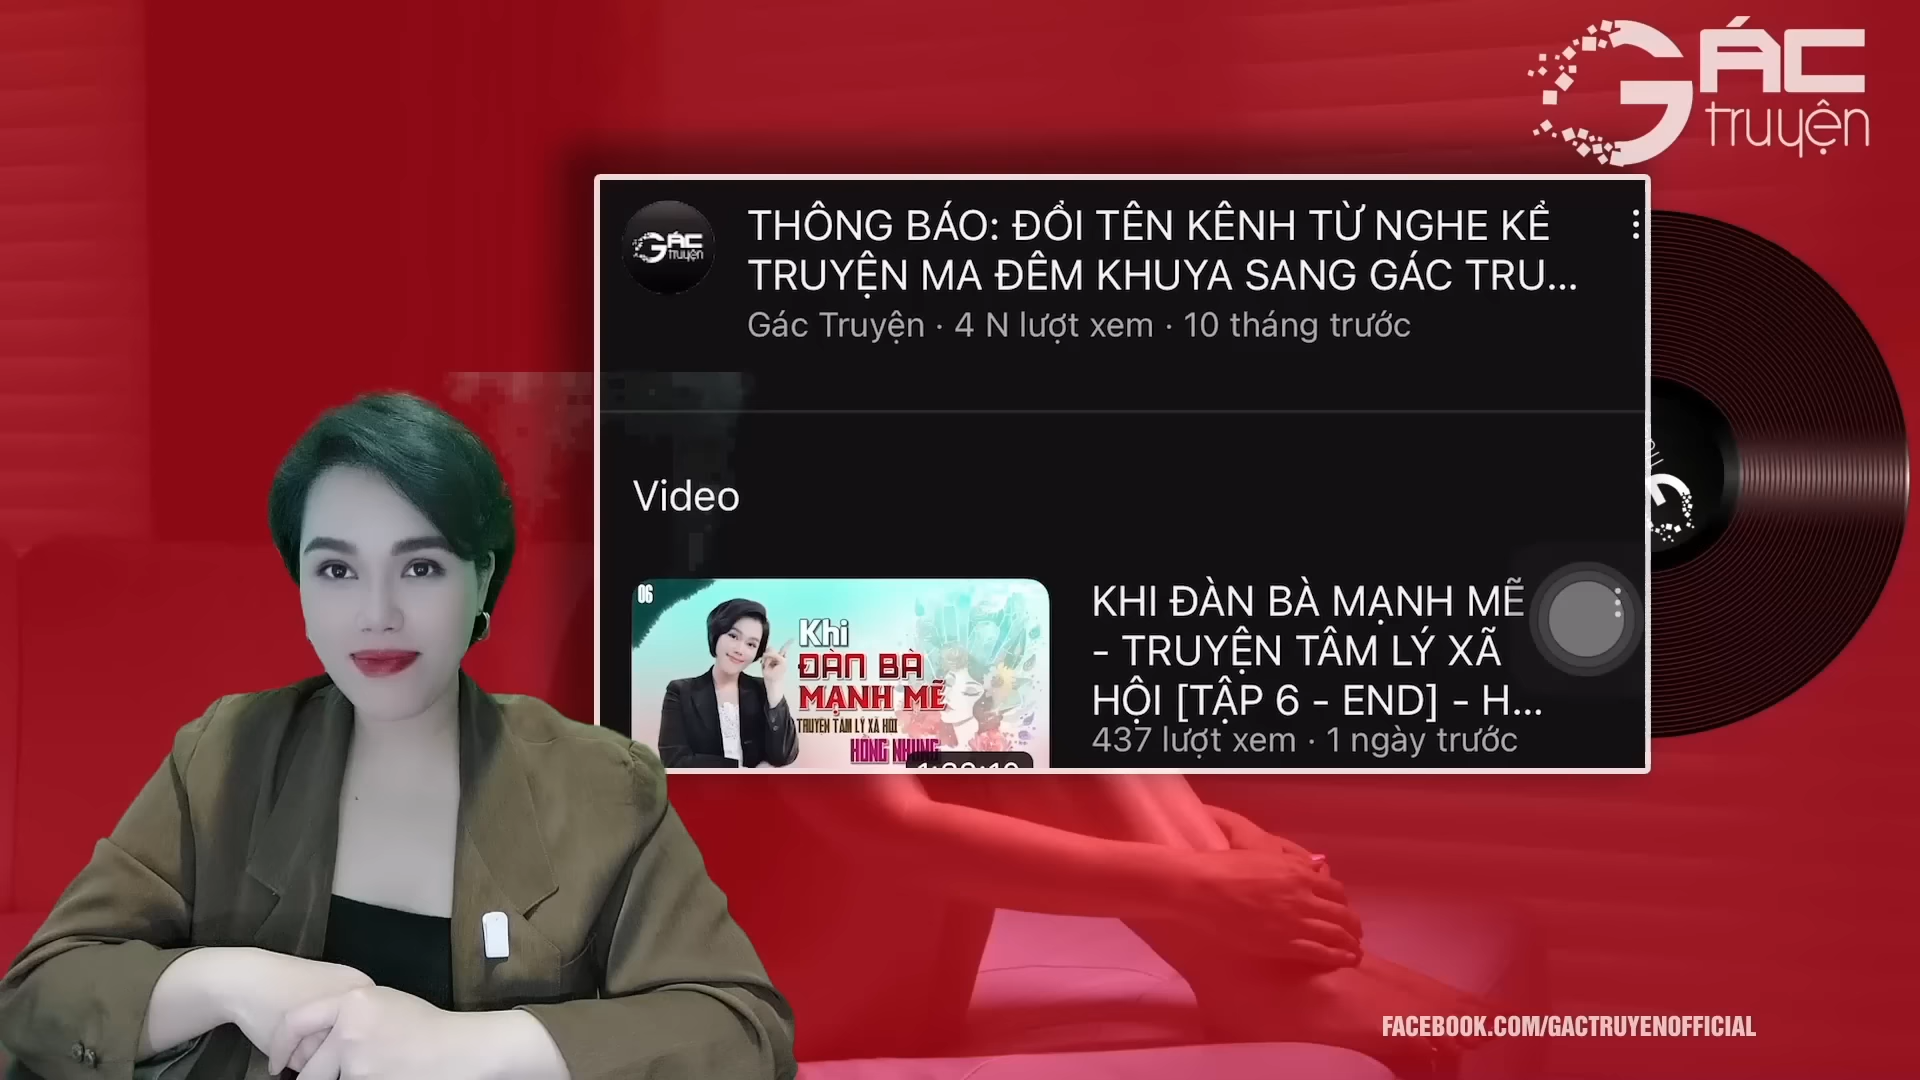 GÁC
truyện
THÔNG BÁO: ĐỔI TÊN KÊNH TỪ NGHE KỂ
TRUYỆN MA ĐÊM KHUYA SANG GÁC TRU...
Gác Truyện · 4 N lượt xem · 10 tháng trước
GÁC
truyện
Video
06
Khi
ĐÀN BÀ
MẠNH MẼ
TRUYỆN TÂM LÝ XÃ HỘI
HỒNG NHUNG
KHI ĐÀN BÀ MẠNH MẼ
- TRUYỆN TÂM LÝ XÃ
HỘI [TẬP 6 - END] - H...
437 lượt xem · 1 ngày trước
FACEBOOK.COM/GACTRUYENOFFICIAL